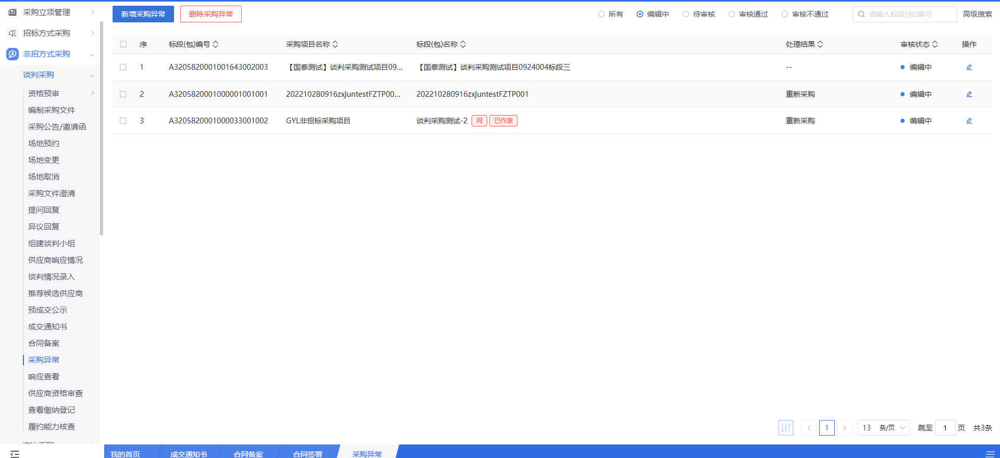 采购立项管理
招标方式采购
非招方式采购
谈判采购
资格预审
编制采购文件
采购公告/邀请函
场地预约
场地变更
场地取消
采购文件澄清
提问回复
异议回复
组建谈判小组
供应商响应情况
谈判情况录入
推荐候选供应商
预成交公示
成交通知书
合同备案
采购异常
响应查看
供应商资格审查
查看缴纳登记
履约能力核查
新增采购异常 删除采购异常 所有 编辑中 待审核 审核通过 审核不通过 请输入标段(包)编号 高级搜索
序 标段(包)编号 采购项目名称 标段(包)名称 处理结果 审核状态 操作
1 A3205820001001643002003 【国泰测试】谈判采购测试项目09... 【国泰测试】谈判采购测试项目0924004标段三 -- 编辑中
2 A3205820001000001001001 202210280916zxjuntestFZTP00... 202210280916zxjuntestFZTP001 重新采购 编辑中
3 A3205820001000033001002 GYL非招标采购项目 谈判采购测试-2 网 已作废 重新采购 编辑中
1 13 条/页 跳至 1 页 共3条
我的首页 成交通知书 合同备案 合同签署 采购异常